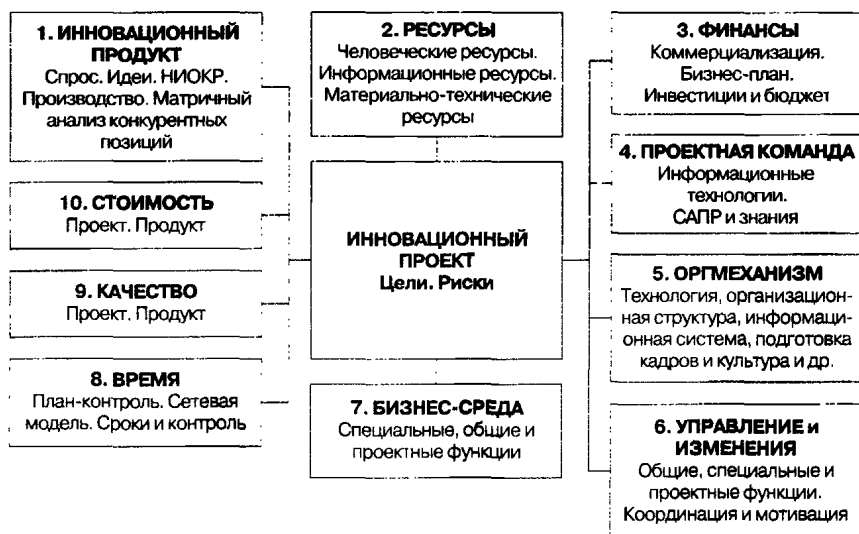 1. ИННОВАЦИОННЫЙ
ПРОДУКТ
Спрос. Идеи. НИОКР.
Производство. Матричный
анализ конкурентных
позиций
2. РЕСУРСЫ
Человеческие ресурсы.
Информационные ресурсы.
Материально-технические
ресурсы
3. ФИНАНСЫ
Коммерциализация.
Бизнес-план.
Инвестиции и бюджет
4. ПРОЕКТНАЯ КОМАНДА
Информационные
технологии.
САПР и знания
10. СТОИМОСТЬ
Проект. Продукт
ИННОВАЦИОННЫЙ
ПРОЕКТ
Цели. Риски
5. ОРГМЕХАНИЗМ
Технология, организацион-
ная структура, информаци-
онная система, подготовка
кадров и культура и др.
9. КАЧЕСТВО
Проект. Продукт
8. ВРЕМЯ
План-контроль. Сетевая
модель. Сроки и контроль
7. БИЗНЕС-СРЕДА
Специальные, общие и
проектные функции
6. УПРАВЛЕНИЕ и
ИЗМЕНЕНИЯ
Общие, специальные и
проектные функции.
Координация и мотивация